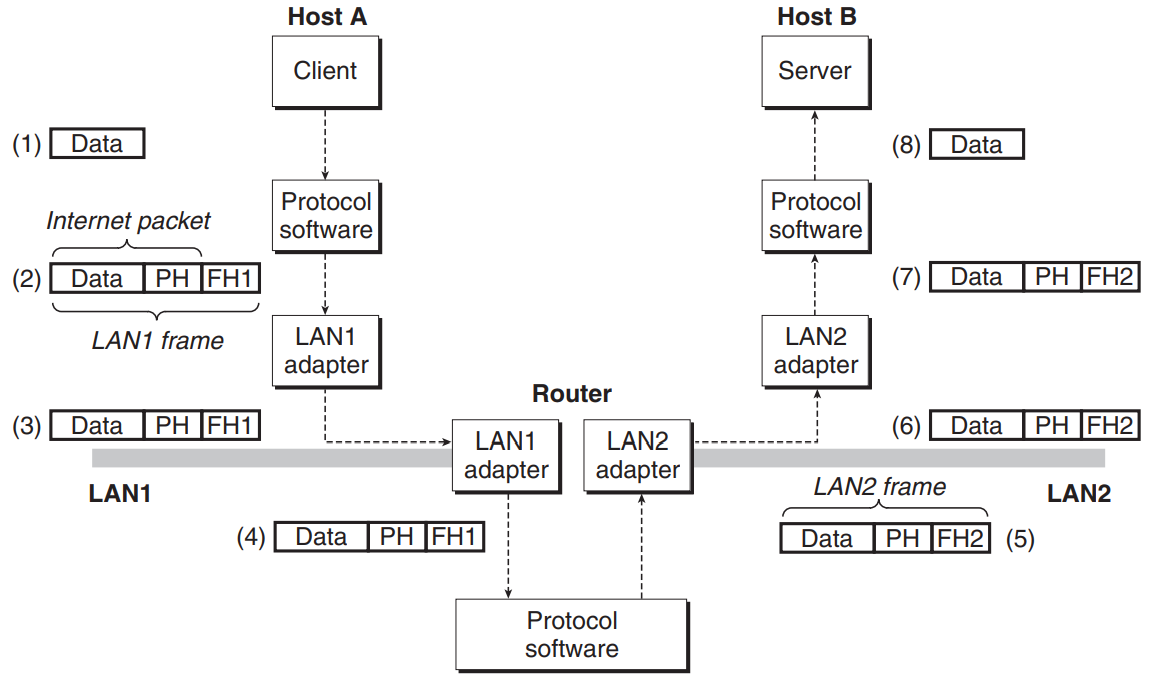 Host A
Host B
Client
Server
(1) Data
(8) Data
Protocol
software
Protocol
software
Internet packet
(2) Data PH FH1
(7) Data PH FH2
LAN1 frame
LAN1
adapter
LAN2
adapter
Router
(3) Data PH FH1
(6) Data PH FH2
LAN1
adapter
LAN2
adapter
LAN1
LAN2 frame
LAN2
(4) Data PH FH1
Data PH FH2 (5)
Protocol
software